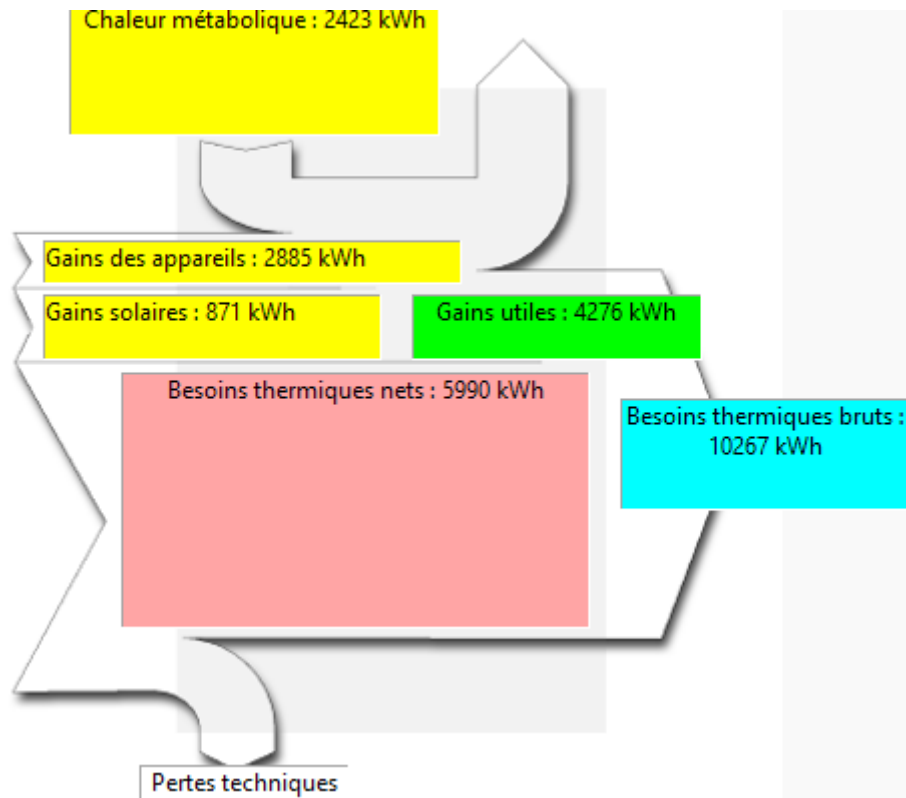 Chaleur métabolique : 2423 kWh
Gains des appareils : 2885 kWh
Gains solaires : 871 kWh
Gains utiles : 4276 kWh
Besoins thermiques nets : 5990 kWh
Besoins thermiques bruts :
10267 kWh
Pertes techniques